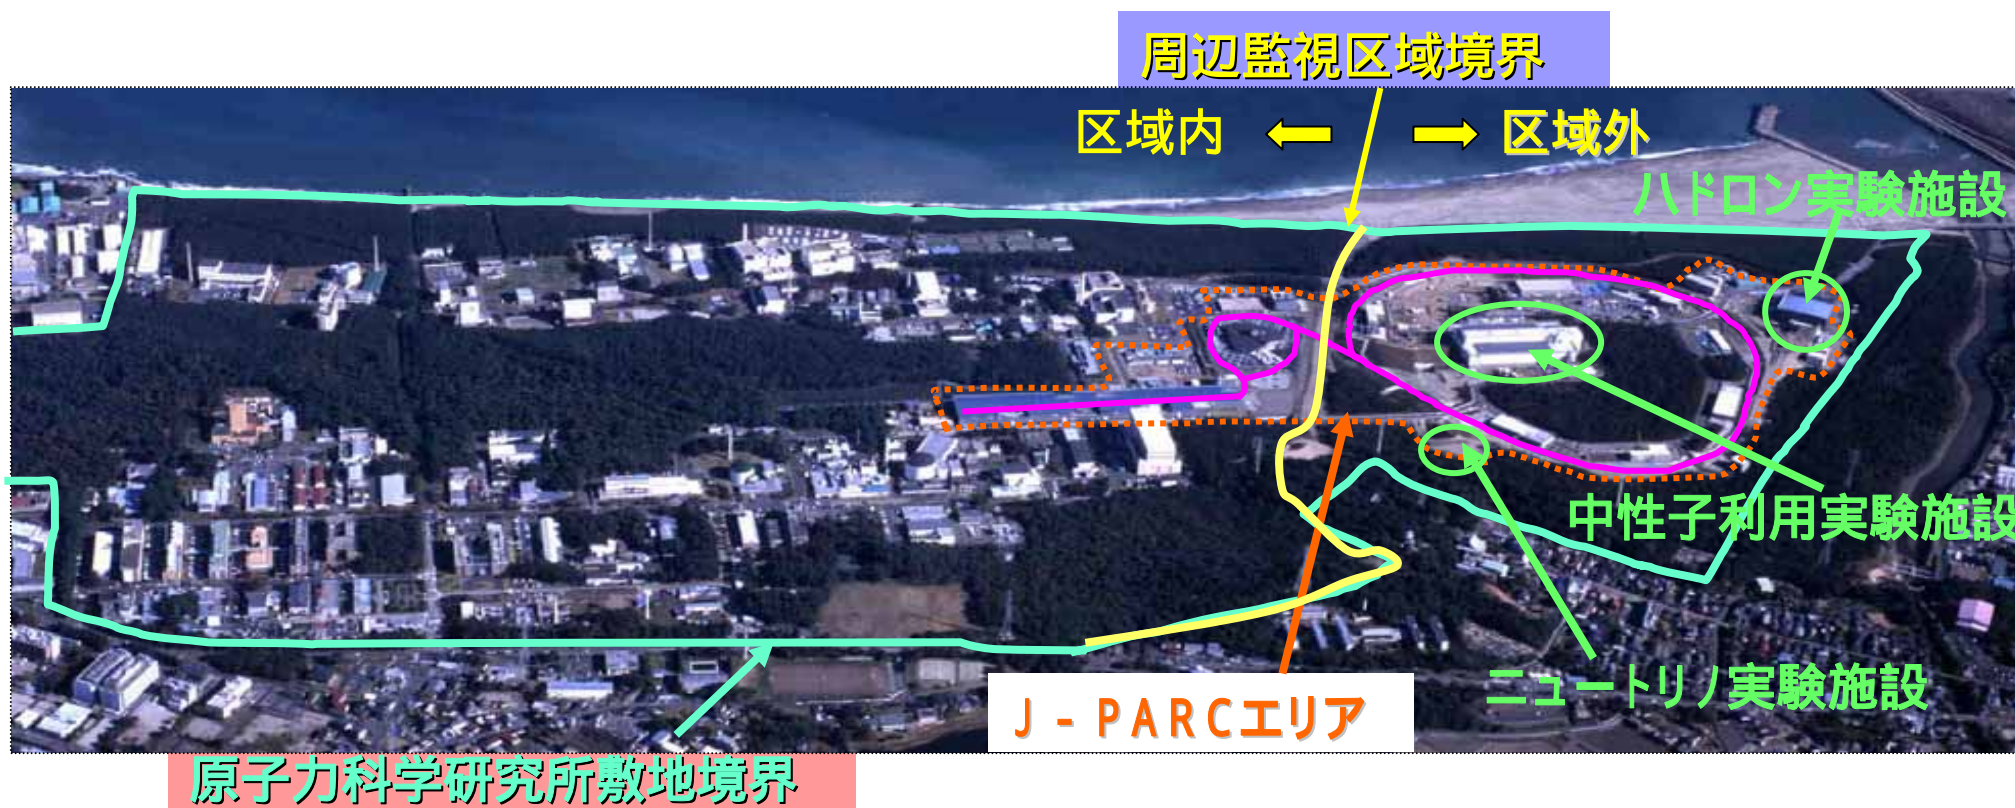 周辺監視区域境界
区域内
区域外
ハドロン実験施設
中性子利用実験施設
ニュートリノ実験施設
J－PARCエリア
原子力科学研究所敷地境界